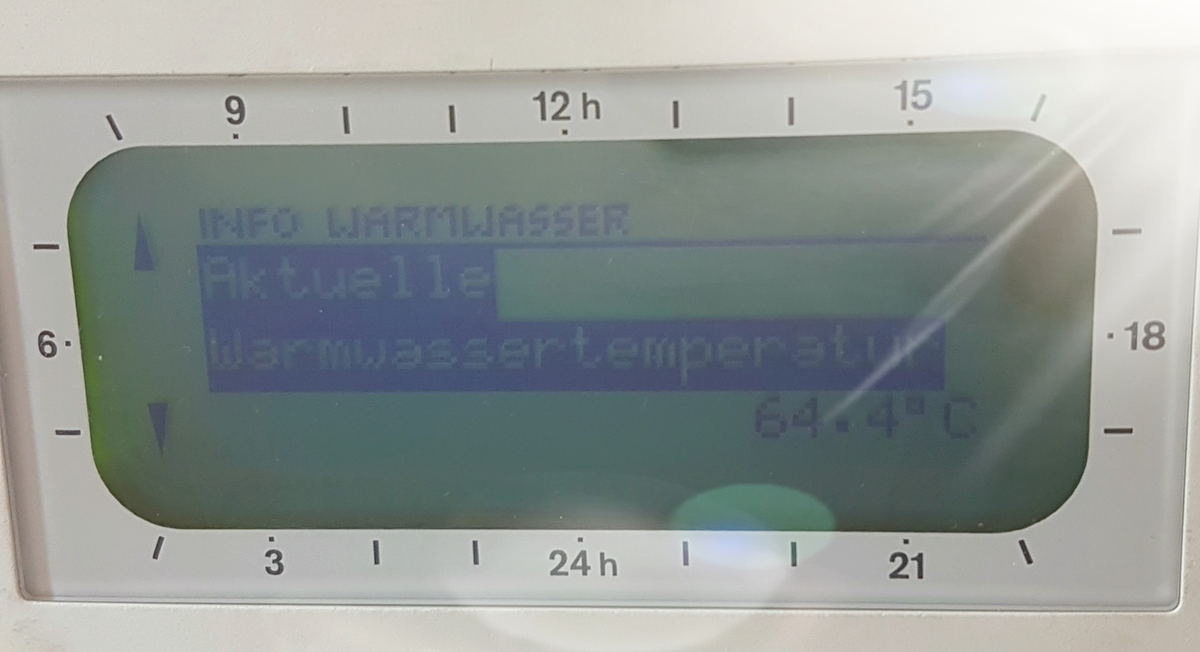 9 12 h 15
INFO WARMWASSER
Aktuelle
6 Warmwassertemperatur 18
64.4°C
3 24 h 21